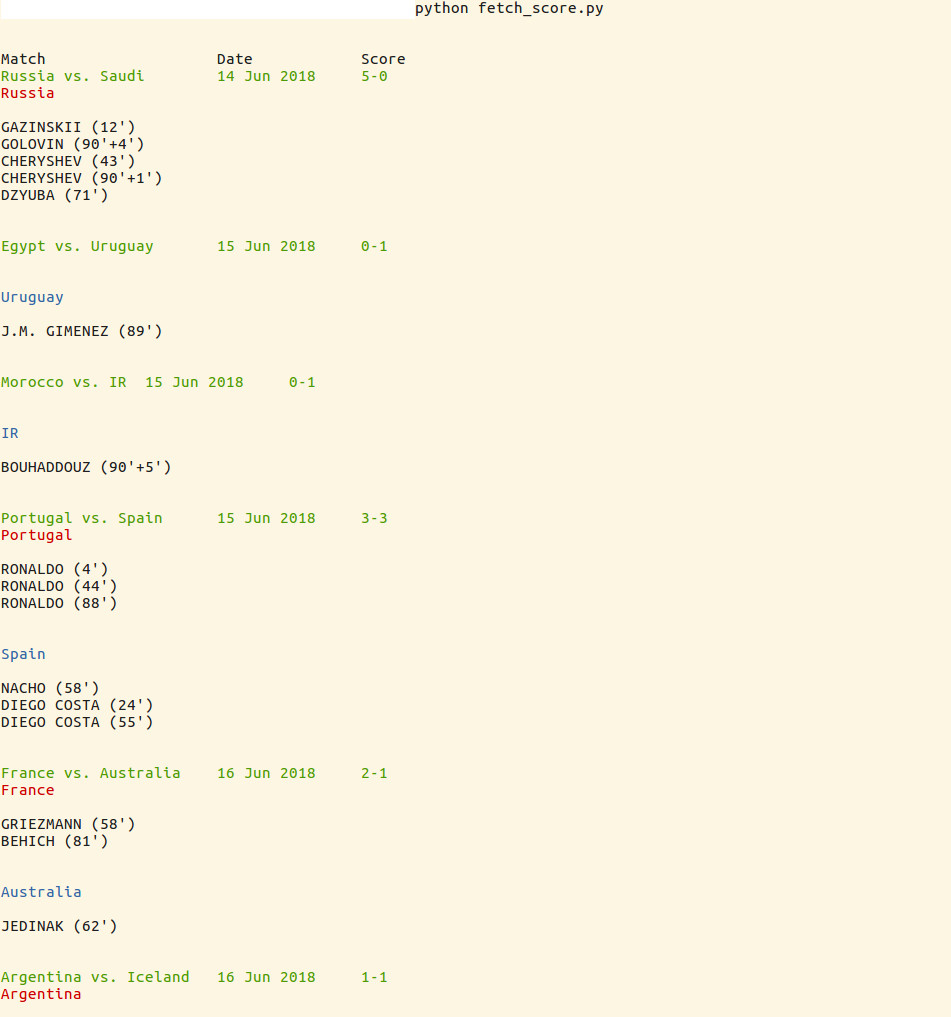 python fetch_score.py
Match Date Score
Russia vs. Saudi 14 Jun 2018 5-0
Russia
GAZINSKII (12')
GOLOVIN (90'+4')
CHERYSHEV (43')
CHERYSHEV (90'+1')
DZYUBA (71')
Egypt vs. Uruguay 15 Jun 2018 0-1
Uruguay
J.M. GIMENEZ (89')
Morocco vs. IR 15 Jun 2018 0-1
IR
BOUHADDOUZ (90'+5')
Portugal vs. Spain 15 Jun 2018 3-3
Portugal
RONALDO (4')
RONALDO (44')
RONALDO (88')
Spain
NACHO (58')
DIEGO COSTA (24')
DIEGO COSTA (55')
France vs. Australia 16 Jun 2018 2-1
France
GRIEZMANN (58')
BEHICH (81')
Australia
JEDINAK (62')
Argentina vs. Iceland 16 Jun 2018 1-1
Argentina